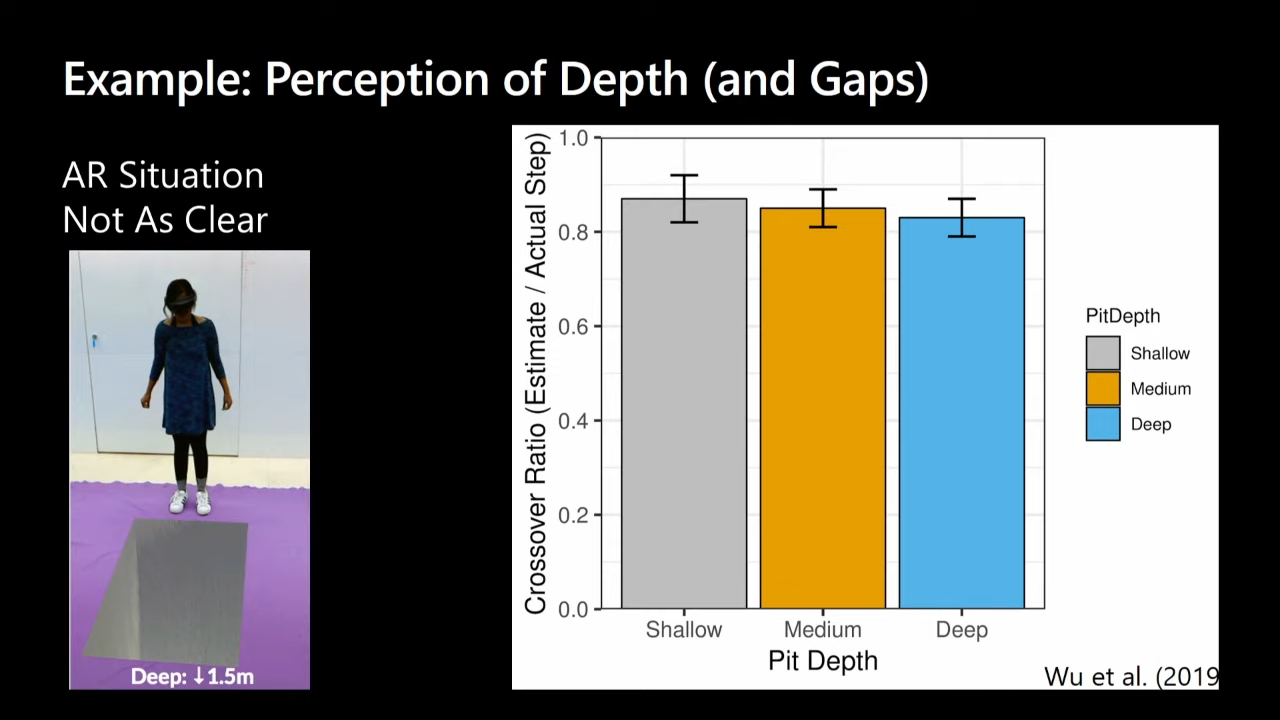 Example: Perception of Depth (and Gaps)
AR Situation
Not As Clear
Deep: ↓1.5m
Crossover Ratio (Estimate / Actual Step)
1.0
0.8
0.6
0.4
0.2
0.0
Shallow Medium Deep
Pit Depth
PitDepth
Shallow
Medium
Deep
Wu et al. (2019